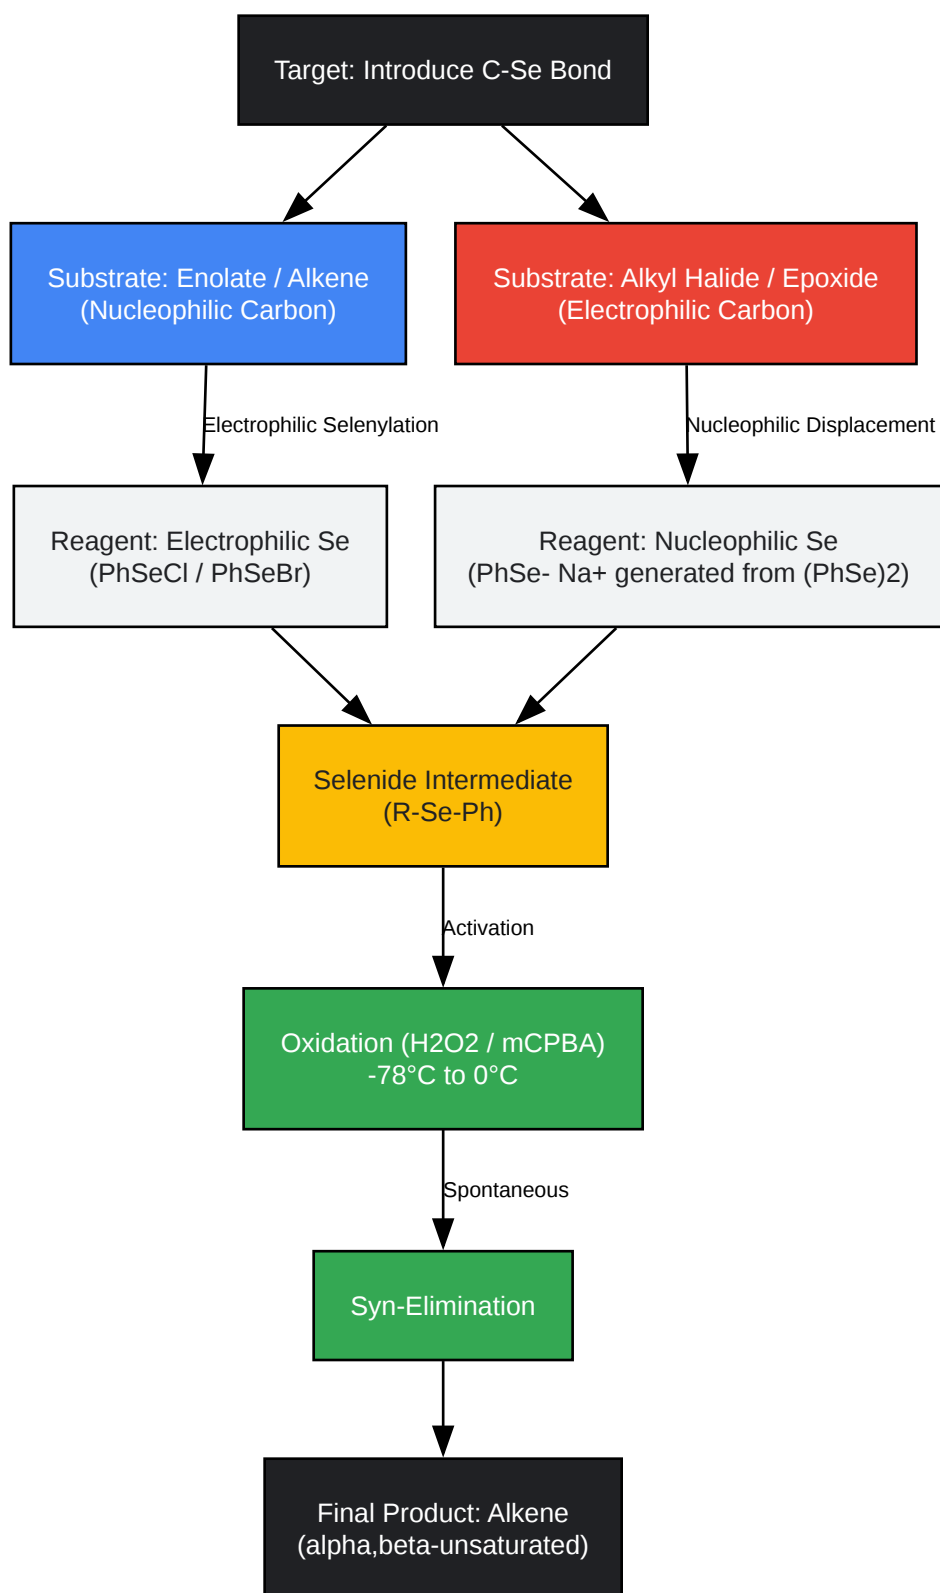 Target: Introduce C-Se Bond
Substrate: Enolate / Alkene
(Nucleophilic Carbon)
Substrate: Alkyl Halide / Epoxide
(Electrophilic Carbon)
Electrophilic Selenylation
Nucleophilic Displacement
Reagent: Electrophilic Se
(PhSeCl / PhSeBr)
Reagent: Nucleophilic Se
(PhSe- Na+ generated from (PhSe)2)
Selenide Intermediate
(R-Se-Ph)
Activation
Oxidation (H2O2 / mCPBA)
-78°C to 0°C
Spontaneous
Syn-Elimination
Final Product: Alkene
(alpha,beta-unsaturated)